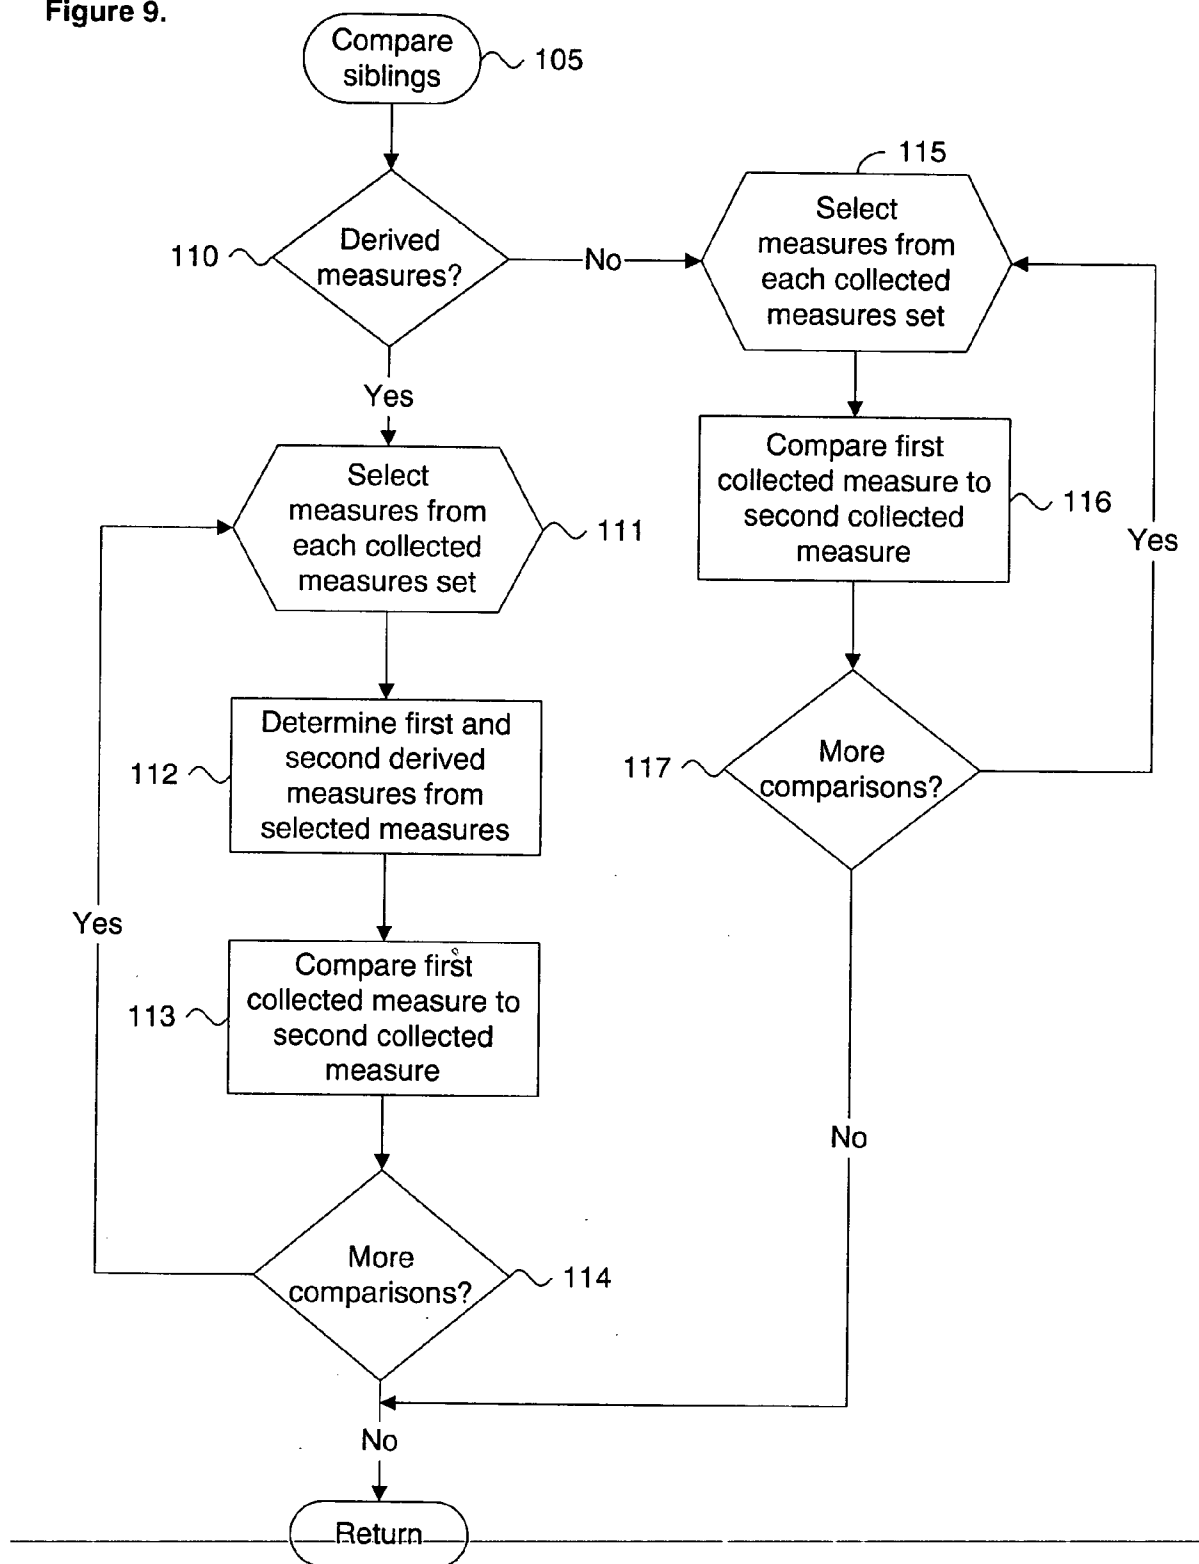 Figure 9.
Compare
siblings
105
115
110
Derived
measures?
No
Select
measures from
each collected
measures set
Yes
Select
measures from
each collected
measures set
111
Compare first
collected measure to
second collected
measure
116
Yes
112
Determine first and
second derived
measures from
selected measures
117
More
comparisons?
Yes
113
Compare first
collected measure to
second collected
measure
No
More
comparisons?
114
No
Return